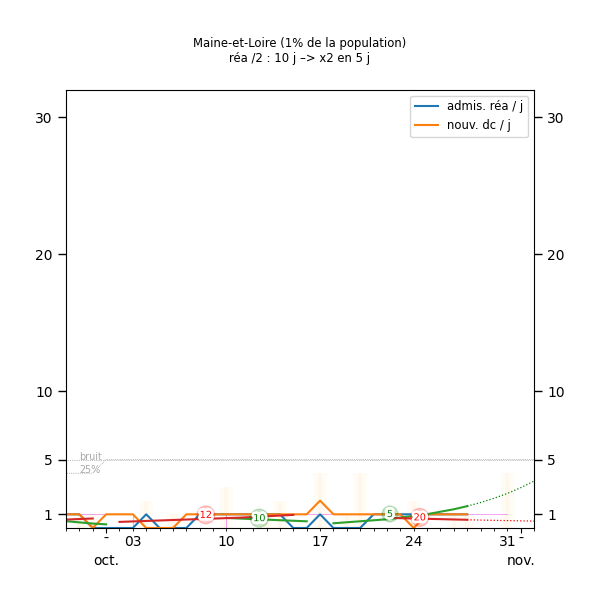 Maine-et-Loire (1% de la population)
réa /2 : 10 j –> x2 en 5 j
admis. réa / j
nouv. dc / j
30 30
20 20
10 10
5 5
bruit
25%
1 1
12 10 5 20
- 03 10 17 24 31 -
oct. nov.